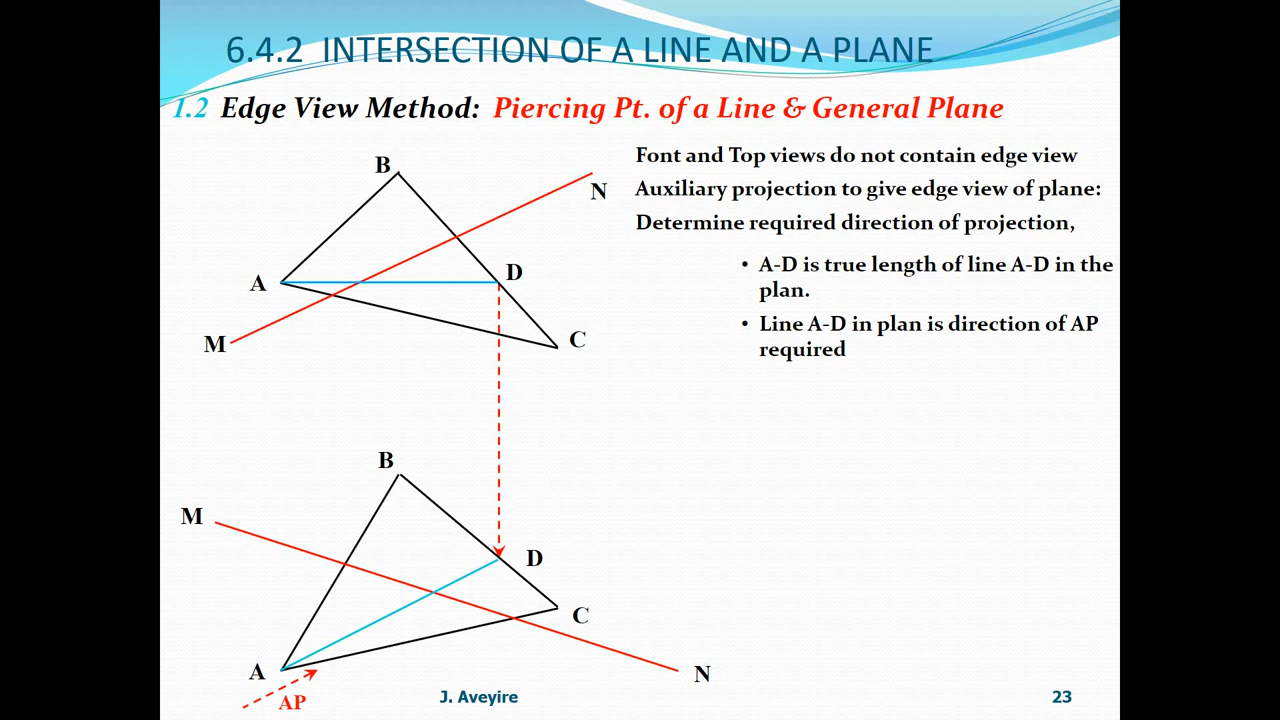 6.4.2 INTERSECTION OF A LINE AND A PLANE
1.2 Edge View Method: Piercing Pt. of a Line & General Plane
Font and Top views do not contain edge view
Auxiliary projection to give edge view of plane:
Determine required direction of projection,
• A-D is true length of line A-D in the
plan.
• Line A-D in plan is direction of AP
required
B
N
D
A
M
C
B
M
D
C
A
N
AP
J. Aveyire
23